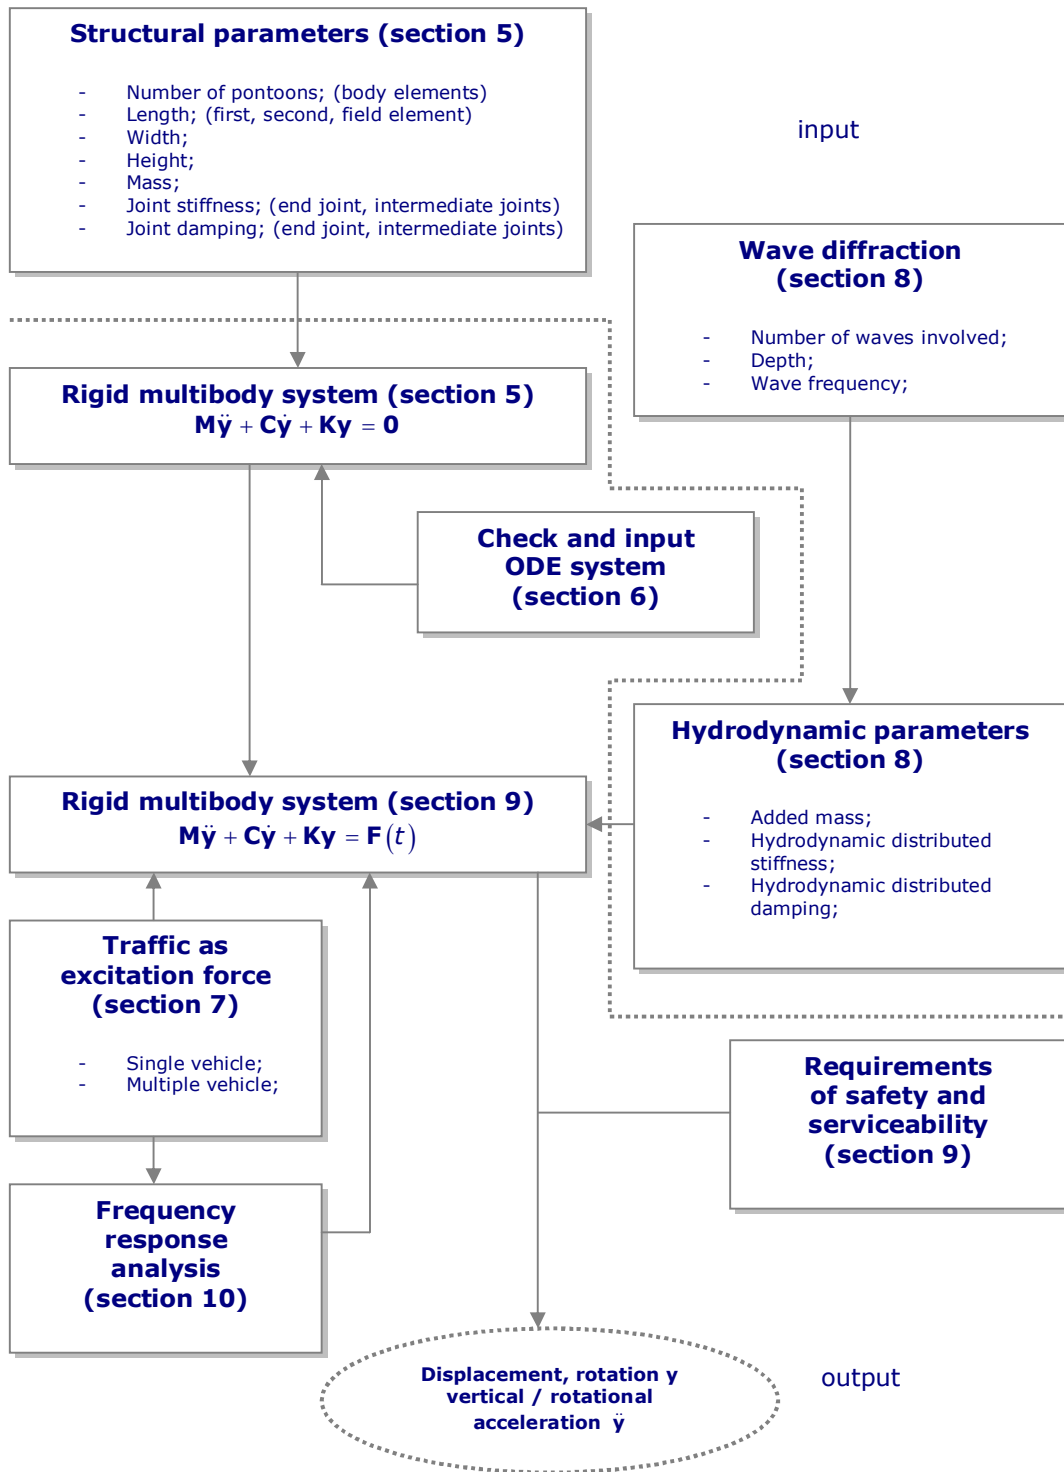 Structural parameters (section 5)
- Number of pontoons; (body elements)
- Length; (first, second, field element)
- Width;
- Height;
- Mass;
- Joint stiffness; (end joint, intermediate joints)
- Joint damping; (end joint, intermediate joints)
input
Wave diffraction
(section 8)
- Number of waves involved;
- Depth;
- Wave frequency;
Rigid multibody system (section 5)
Mÿ + Cẏ + Ky = 0
Check and input
ODE system
(section 6)
Hydrodynamic parameters
(section 8)
- Added mass;
- Hydrodynamic distributed
stiffness;
- Hydrodynamic distributed
damping;
Rigid multibody system (section 9)
Mÿ + Cẏ + Ky = F(t)
Traffic as
excitation force
(section 7)
- Single vehicle;
- Multiple vehicle;
Requirements
of safety and
serviceability
(section 9)
Frequency
response
analysis
(section 10)
Displacement, rotation y
vertical / rotational
acceleration ÿ
output